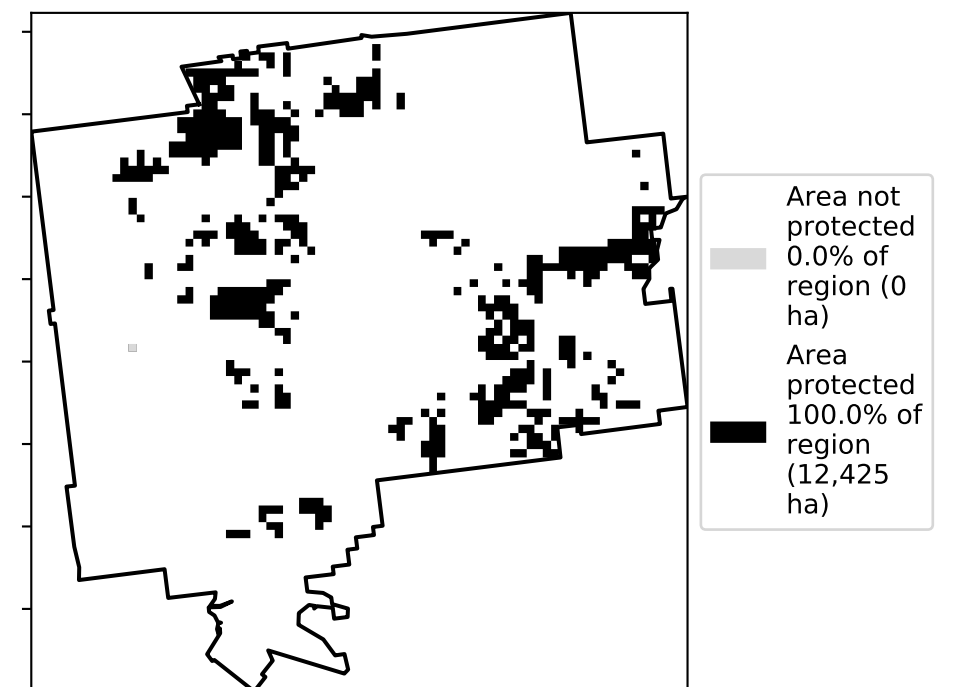 Area not
protected
0.0% of
region (0
ha)
Area
protected
100.0% of
region
(12,425
ha)